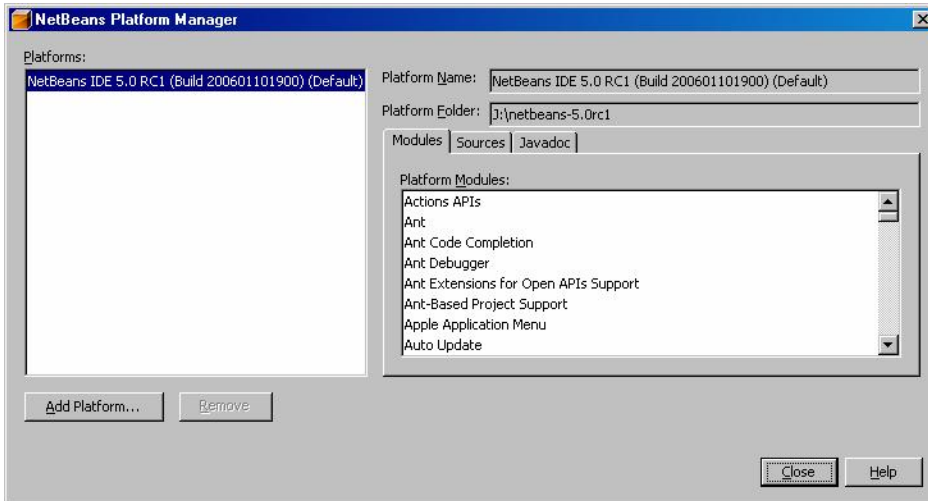 NetBeans Platform Manager
Platforms:
NetBeans IDE 5.0 RC1 (Build 200601101900) (Default)
Platform Name: NetBeans IDE 5.0 RC1 (Build 200601101900) (Default)
Platform Folder: J:\netbeans-5.0rc1
Modules Sources Javadoc
Platform Modules:
Actions APIs
Ant
Ant Code Completion
Ant Debugger
Ant Extensions for Open APIs Support
Ant-Based Project Support
Apple Application Menu
Auto Update
Add Platform... Remove
Close Help